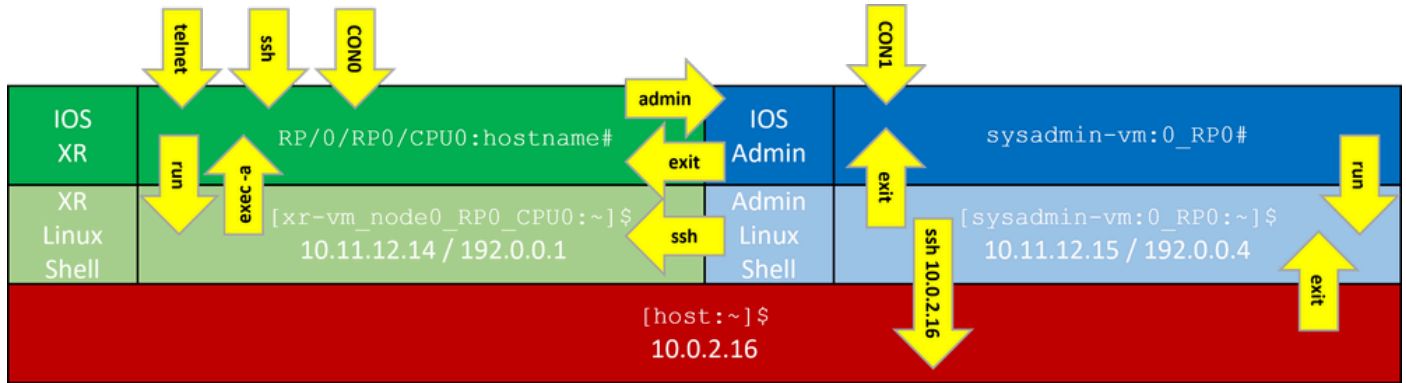 telnet
ssh
CON0
CON1
IOS
XR
RP/0/RP0/CPU0:hostname#
admin
exit
IOS
Admin
sysadmin-vm:0_RP0#
run
exec -a
exit
run
XR
Linux
Shell
[xr-vm_node0_RP0_CPU0:~]$
10.11.12.14 / 192.0.0.1
ssh
Admin
Linux
Shell
[sysadmin-vm:0_RP0:~]$
10.11.12.15 / 192.0.0.4
ssh 10.0.2.16
exit
[host:~]$
10.0.2.16